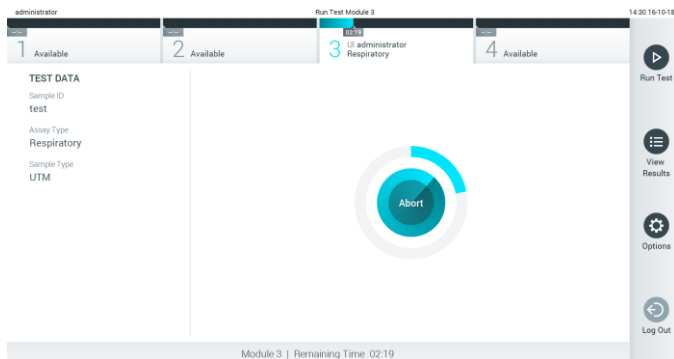 administrator
Run Test Module 3
14:30 16-10-18
--:--
1 Available
--:--
2 Available
02:19
3 UI administrator
Respiratory
--:--
4 Available
TEST DATA
Sample ID
test
Assay Type
Respiratory
Sample Type
UTM
Abort
Run Test
View
Results
Options
Log Out
Module 3 | Remaining Time 02:19